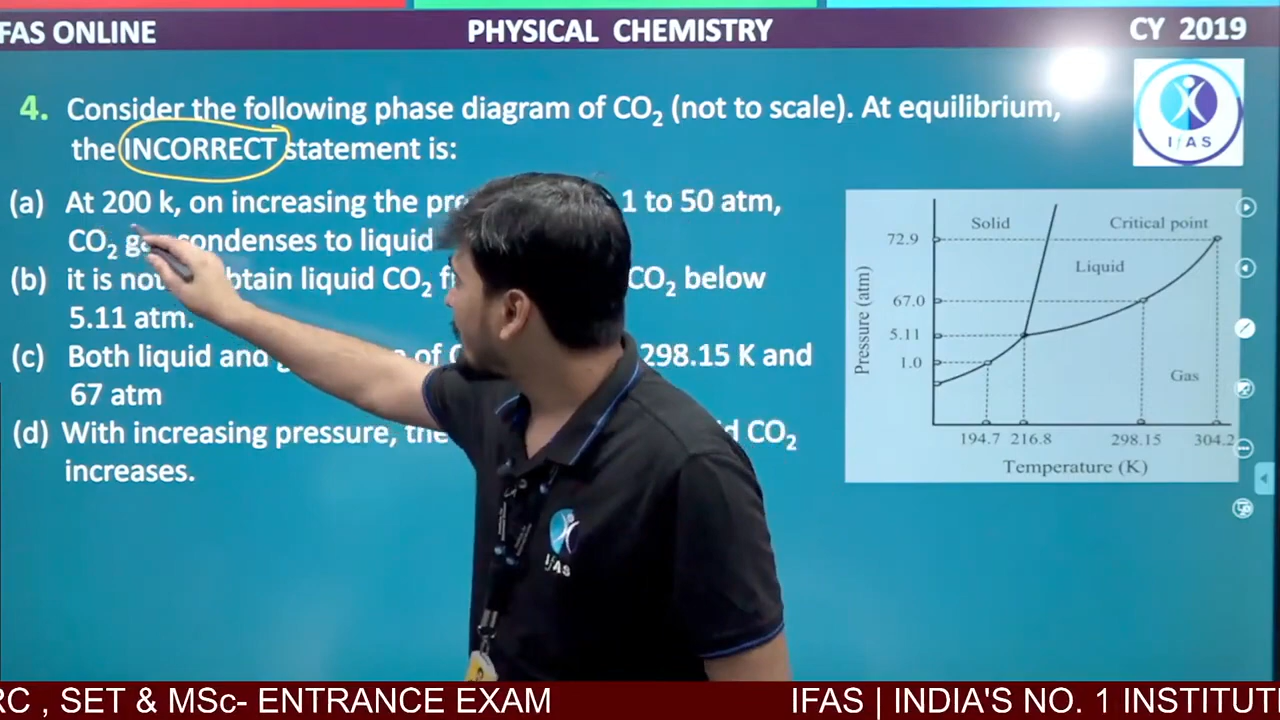 FAS ONLINE
PHYSICAL CHEMISTRY
CY 2019
4. Consider the following phase diagram of CO₂ (not to scale). At equilibrium,
the INCORRECT statement is:
(a) At 200 k, on increasing the 1 to 50 atm,
CO₂ condenses to liquid
(b) it is liquid CO₂ CO₂ below
5.11 atm.
(c) Both liquid and of 298.15 K and
67 atm
(d) With increasing pressure, the CO₂
increases.
IFAS
Solid
Critical point
72.9
Liquid
67.0
5.11
1.0
Gas
Pressure (atm)
194.7 216.8 298.15 304.2
Temperature (K)
IFAS
RC , SET & MSc- ENTRANCE EXAM
IFAS | INDIA'S NO. 1 INSTITUT